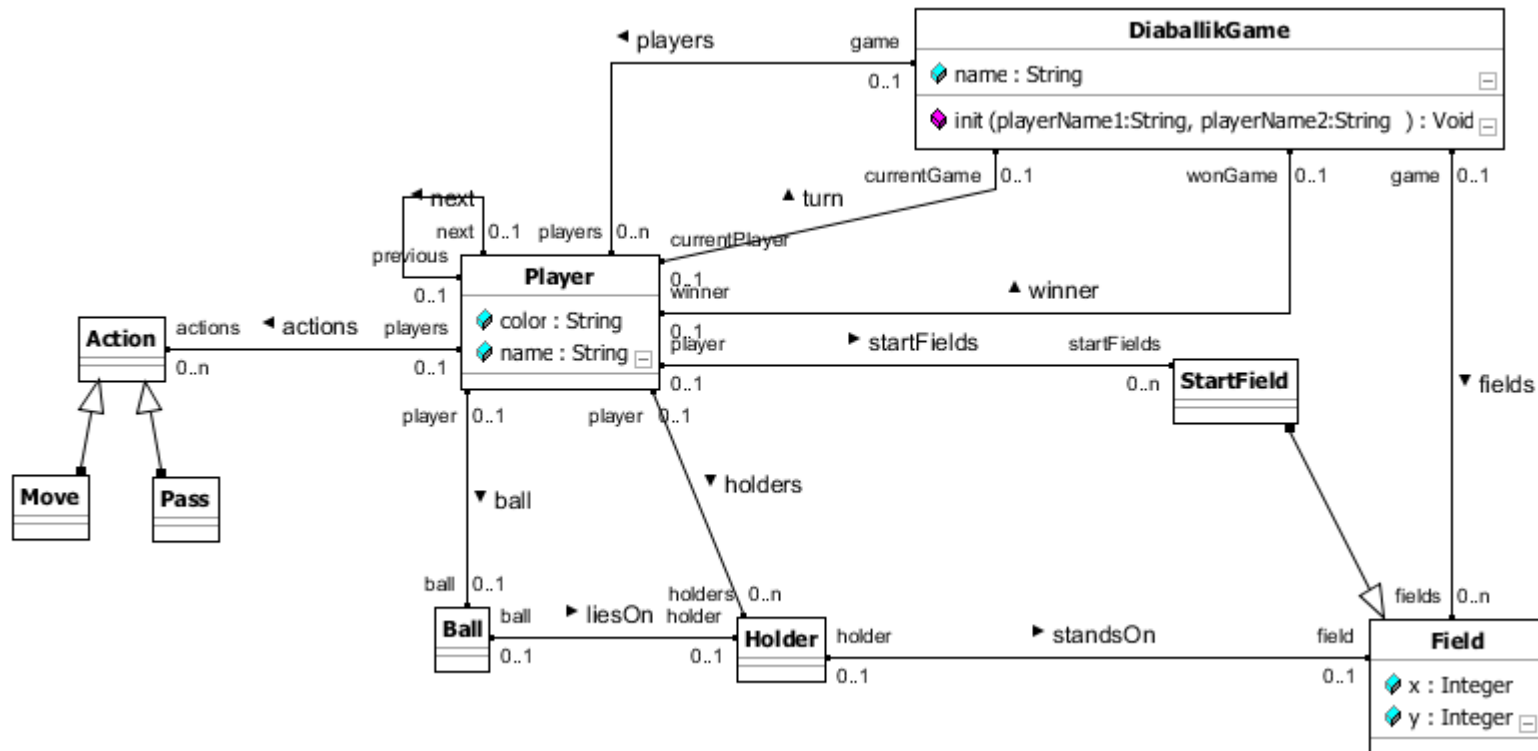 DiaballikGame
name : String
init (playerName1:String, playerName2:String ) : Void
◄ players
game
0..1
currentGame
0..1
wonGame
0..1
game
0..1
◄ next
▲ turn
next
0..1
players
0..n
currentPlayer
0..1
previous
0..1
Player
color : String
name : String
winner
0..1
▲ winner
Action
actions
0..n
◄ actions
players
0..1
player
0..1
► startFields
startFields
0..n
StartField
▼ fields
player
0..1
player
0..1
Move
Pass
▼ ball
▼ holders
ball
0..1
holders
0..n
fields
0..n
Ball
ball
0..1
► liesOn
holder
0..1
Holder
holder
0..1
► standsOn
field
0..1
Field
x : Integer
y : Integer